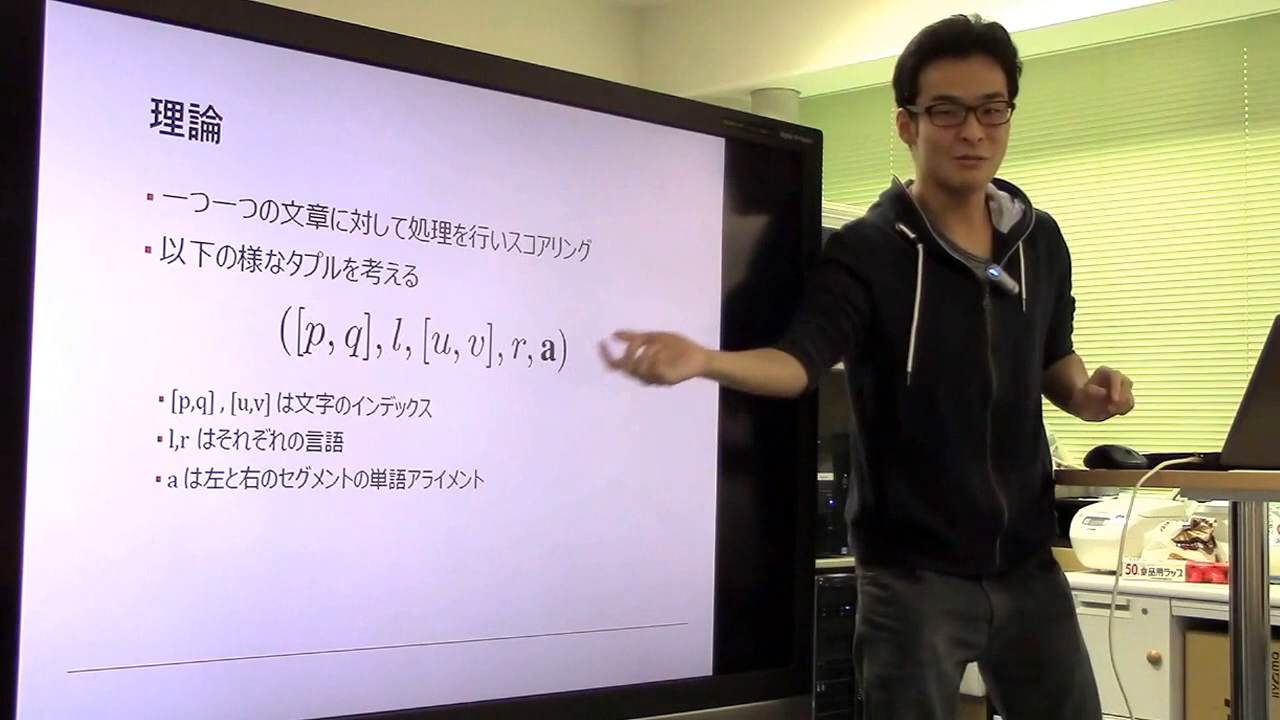 理論
一つ一つの文章に対して処理を行いスコアリング
以下の様なタプルを考える
([p, q], l, [u, v], r, a)
[p,q] , [u,v] は文字のインデックス
l,r はそれぞれの言語
a は左と右のセグメントの単語アライメント
50m食品用ラップ